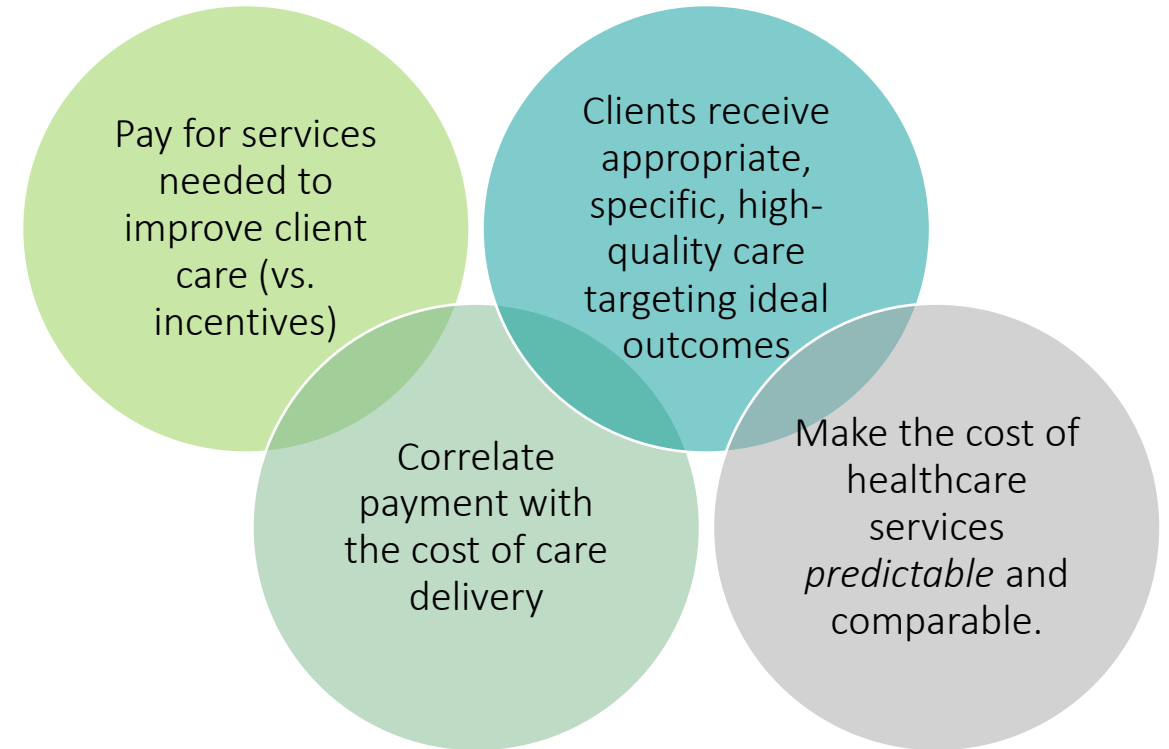 Pay for services
needed to
improve client
care (vs.
incentives)
Clients receive
appropriate,
specific, high-
quality care
targeting ideal
outcomes
Correlate
payment with
the cost of care
delivery
Make the cost of
healthcare
services
predictable and
comparable.